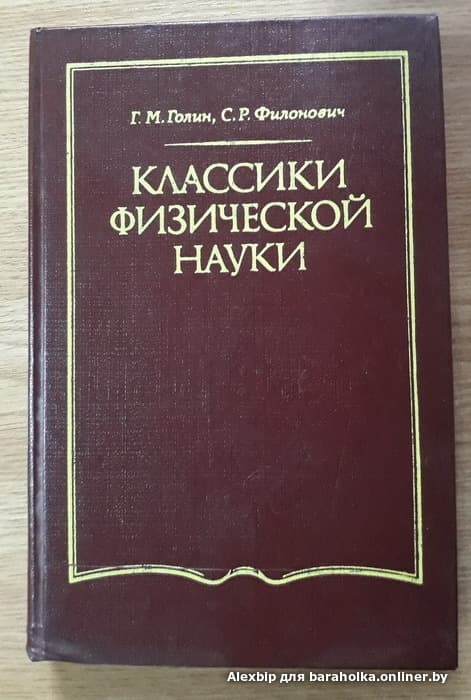 Г. М. Голин, С. Р. Филонович
КЛАССИКИ
ФИЗИЧЕСКОЙ
НАУКИ
Alexbip для baraholka.onliner.by